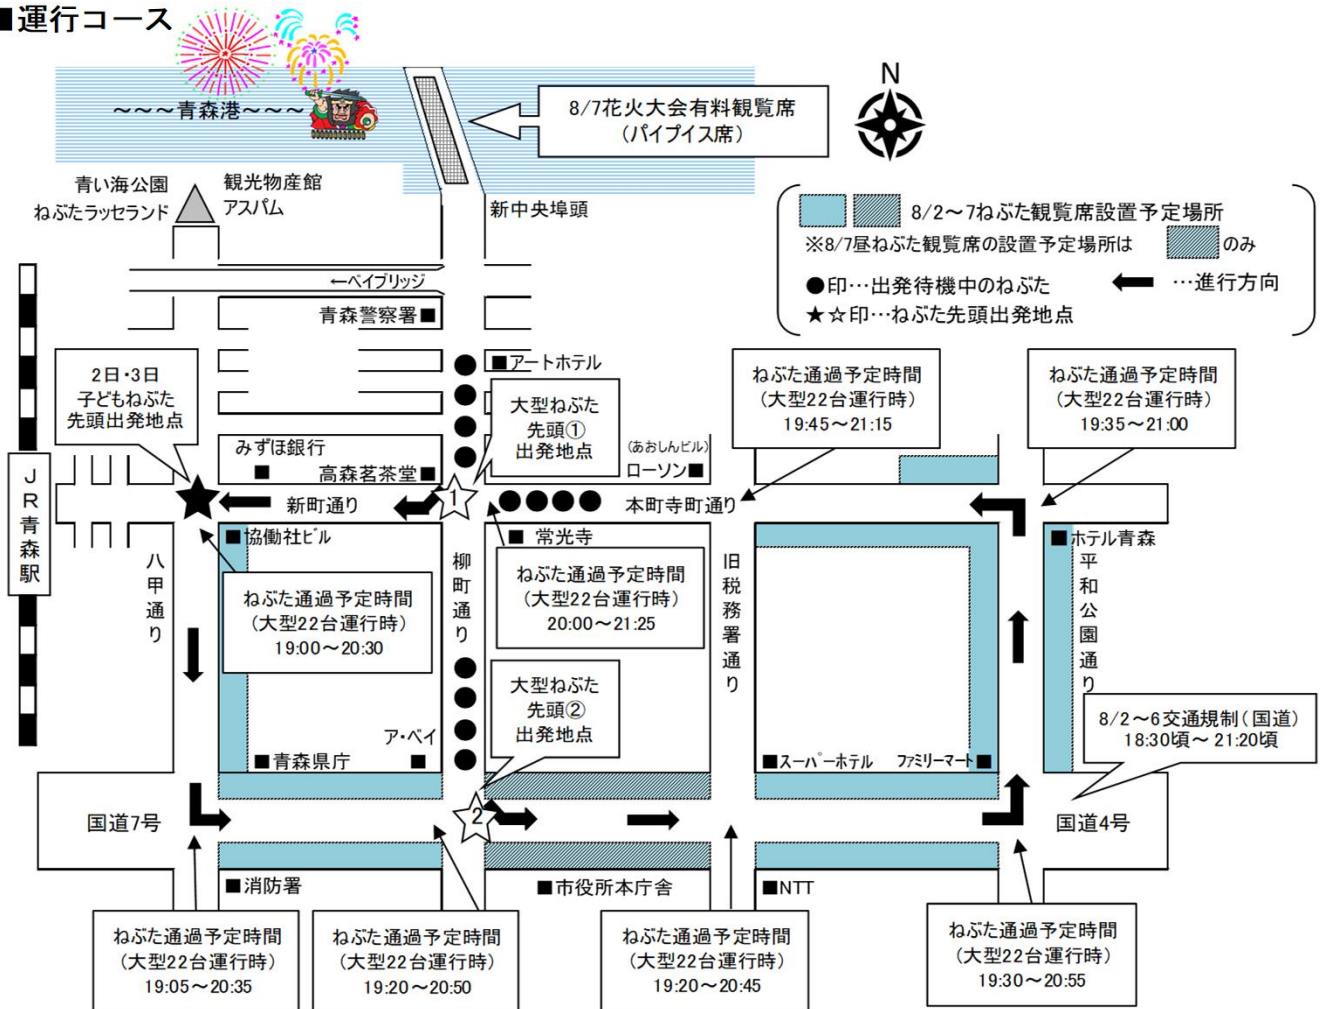 ■運行コース
～～～青森港～～～
8/7花火大会有料観覧席
(パイプイス席)
N
青い海公園
ねぶたラッセランド
観光物産館
アスパム
新中央埠頭
8/2～7ねぶた観覧席設置予定場所
※8/7昼ねぶた観覧席の設置予定場所は のみ
●印…出発待機中のねぶた
…進行方向
★☆印…ねぶた先頭出発地点
←ベイブリッジ
青森警察署■
■アートホテル
2日・3日
子どもねぶた
先頭出発地点
大型ねぶた
先頭①
出発地点
ねぶた通過予定時間
(大型22台運行時)
19:45～21:15
ねぶた通過予定時間
(大型22台運行時)
19:35～21:00
みずほ銀行
■
高森茗茶堂■
(あおしんビル)
ローソン■
JR青森駅
新町通り
1
本町寺町通り
■協働社ビル
■常光寺
■ホテル青森
八甲通り
柳町通り
旧税務署通り
平和公園通り
ねぶた通過予定時間
(大型22台運行時)
19:00～20:30
ねぶた通過予定時間
(大型22台運行時)
20:00～21:25
大型ねぶた
先頭②
出発地点
8/2～6交通規制(国道)
18:30頃～21:20頃
ア・ベイ
■
■青森県庁
■スーパーホテル
ファミリーマート■
国道7号
2
国道4号
■消防署
■市役所本庁舎
■NTT
ねぶた通過予定時間
(大型22台運行時)
19:05～20:35
ねぶた通過予定時間
(大型22台運行時)
19:20～20:50
ねぶた通過予定時間
(大型22台運行時)
19:20～20:45
ねぶた通過予定時間
(大型22台運行時)
19:30～20:55